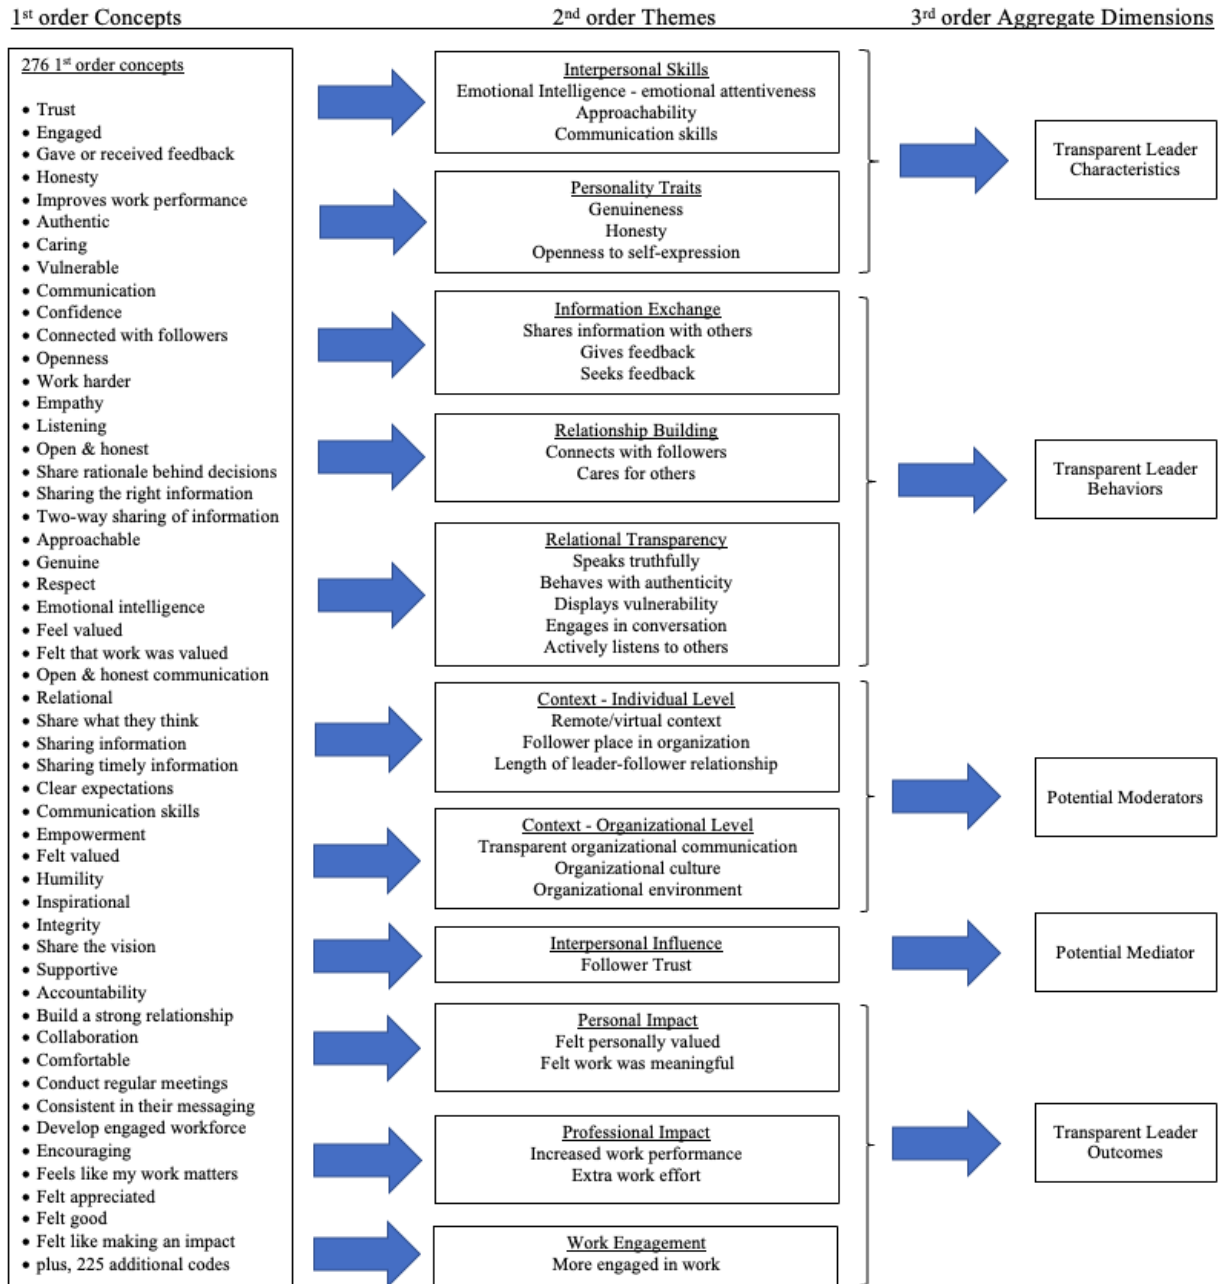 1st order Concepts
2nd order Themes
3rd order Aggregate Dimensions
276 1st order concepts
• Trust
• Engaged
• Gave or received feedback
• Honesty
• Improves work performance
• Authentic
• Caring
• Vulnerable
• Communication
• Confidence
• Connected with followers
• Openness
• Work harder
• Empathy
• Listening
• Open & honest
• Share rationale behind decisions
• Sharing the right information
• Two-way sharing of information
• Approachable
• Genuine
• Respect
• Emotional intelligence
• Feel valued
• Felt that work was valued
• Open & honest communication
• Relational
• Share what they think
• Sharing information
• Sharing timely information
• Clear expectations
• Communication skills
• Empowerment
• Felt valued
• Humility
• Inspirational
• Integrity
• Share the vision
• Supportive
• Accountability
• Build a strong relationship
• Collaboration
• Comfortable
• Conduct regular meetings
• Consistent in their messaging
• Develop engaged workforce
• Encouraging
• Feels like my work matters
• Felt appreciated
• Felt good
• Felt like making an impact
• plus, 225 additional codes
Interpersonal Skills
Emotional Intelligence - emotional attentiveness
Approachability
Communication skills
Personality Traits
Genuineness
Honesty
Openness to self-expression
Information Exchange
Shares information with others
Gives feedback
Seeks feedback
Relationship Building
Connects with followers
Cares for others
Relational Transparency
Speaks truthfully
Behaves with authenticity
Displays vulnerability
Engages in conversation
Actively listens to others
Context - Individual Level
Remote/virtual context
Follower place in organization
Length of leader-follower relationship
Context - Organizational Level
Transparent organizational communication
Organizational culture
Organizational environment
Interpersonal Influence
Follower Trust
Personal Impact
Felt personally valued
Felt work was meaningful
Professional Impact
Increased work performance
Extra work effort
Work Engagement
More engaged in work
Transparent Leader
Characteristics
Transparent Leader
Behaviors
Potential Moderators
Potential Mediator
Transparent Leader
Outcomes